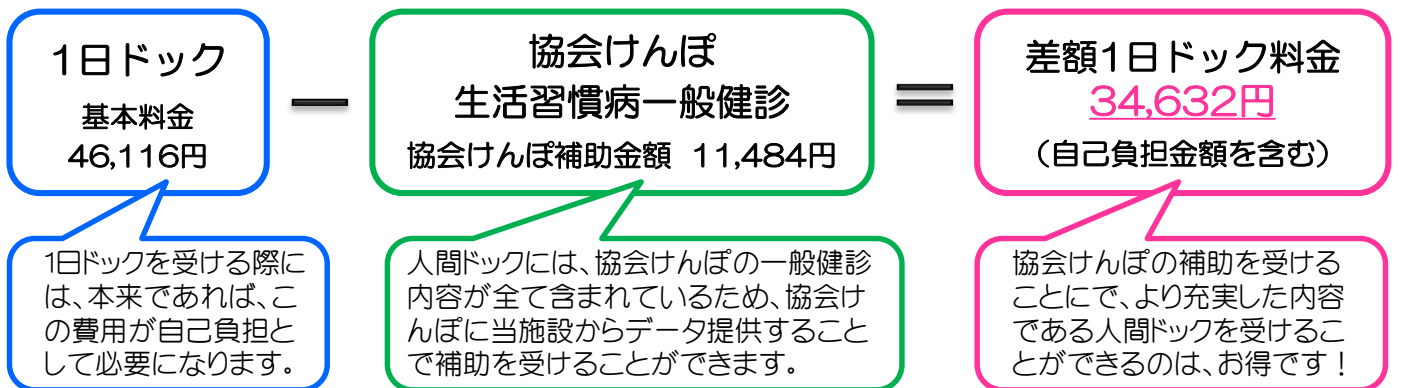 1日ドック
基本料金
46,116円
－
協会けんぽ
生活習慣病一般健診
協会けんぽ補助金額 11,484円
＝
差額1日ドック料金
34,632円
（自己負担金額を含む）
1日ドックを受ける際に
は、本来であれば、こ
の費用が自己負担と
して必要になります。
人間ドックには、協会けんぽの一般健診
内容が全て含まれているため、協会け
んぽに当施設からデータ提供すること
で補助を受けることができます。
協会けんぽの補助を受ける
ことにで、より充実した内容
である人間ドックを受けるこ
とができるのは、お得です！